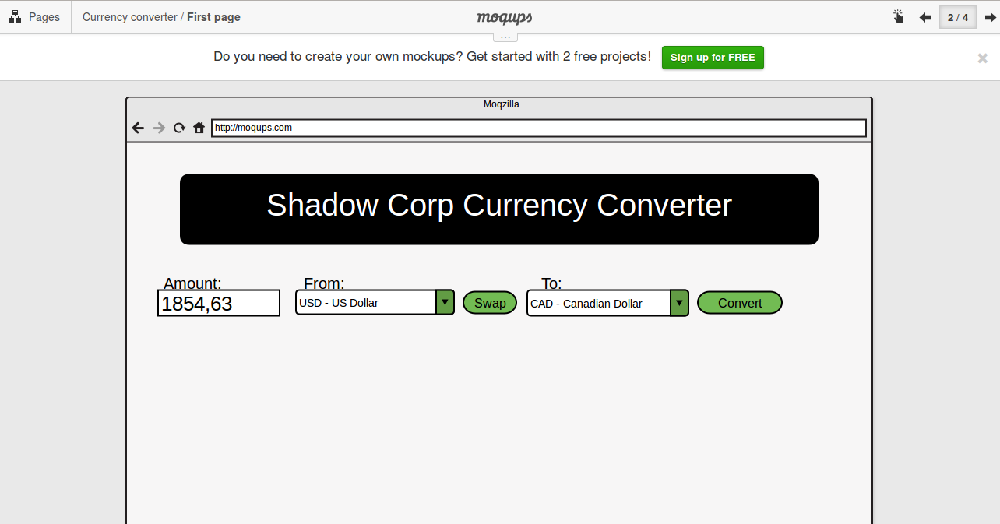 Pages
Currency converter / First page
moqups
2 / 4
...
Do you need to create your own mockups? Get started with 2 free projects!
Sign up for FREE
Moqzilla
http://moqups.com
Shadow Corp Currency Converter
Amount:
From:
To:
1854,63
USD - US Dollar
Swap
CAD - Canadian Dollar
Convert